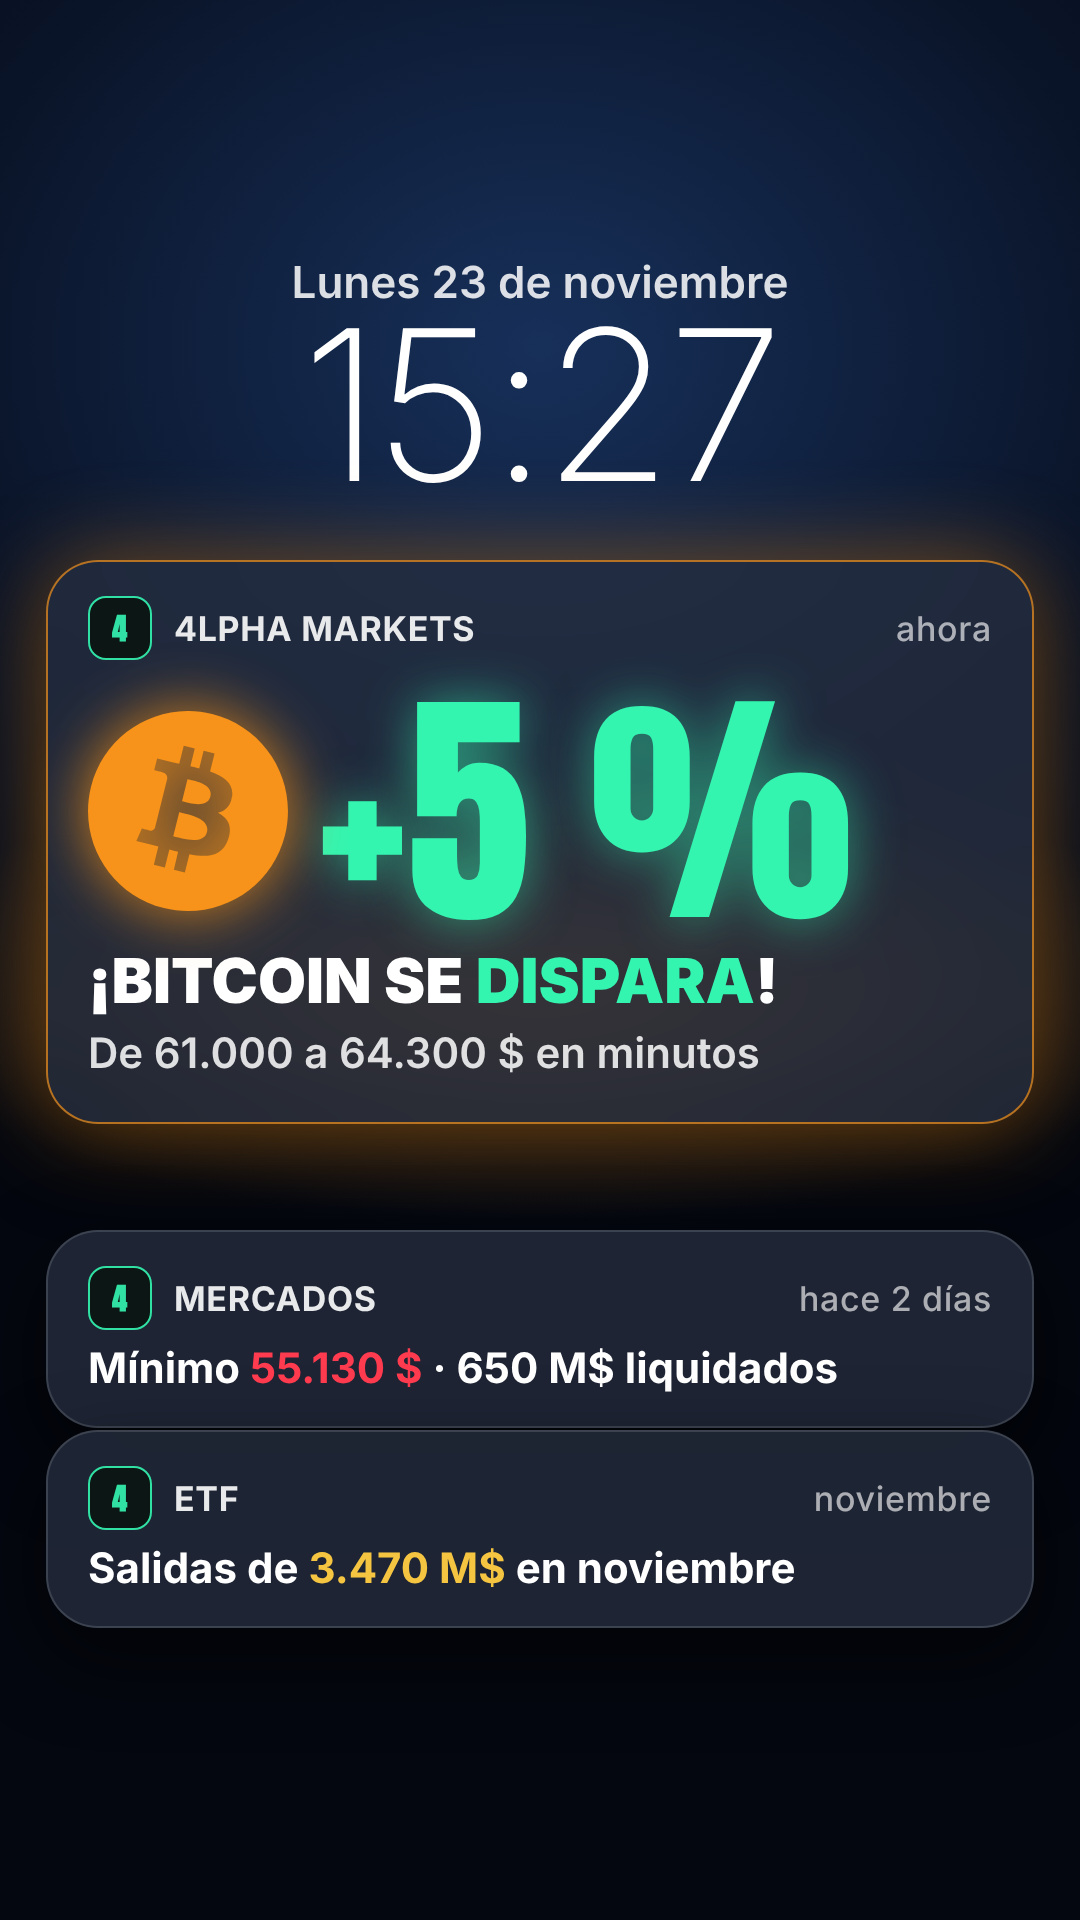 Lunes 23 de noviembre
15:27
4 4LPHA MARKETS ahora
₿ +5 %
¡BITCOIN SE DISPARA!
De 61.000 a 64.300 $ en minutos
4 MERCADOS hace 2 días
Mínimo 55.130 $ · 650 M$ liquidados
4 ETF noviembre
Salidas de 3.470 M$ en noviembre